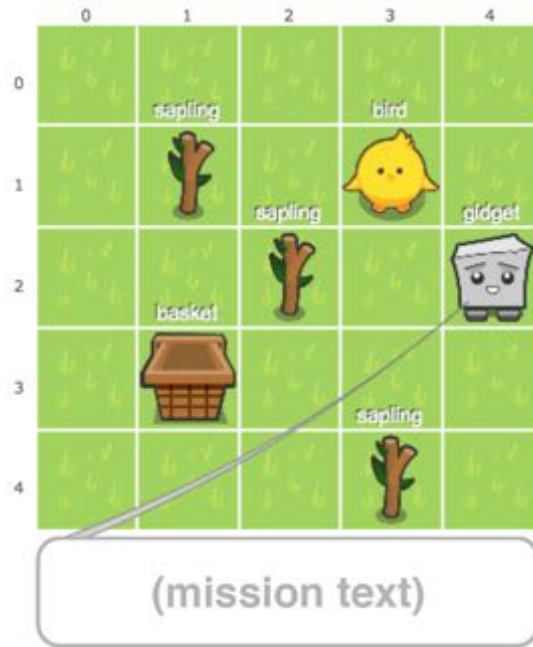 0 1 2 3 4
0
sapling bird
1
sapling gidget
2
basket
3
sapling
4
(mission text)